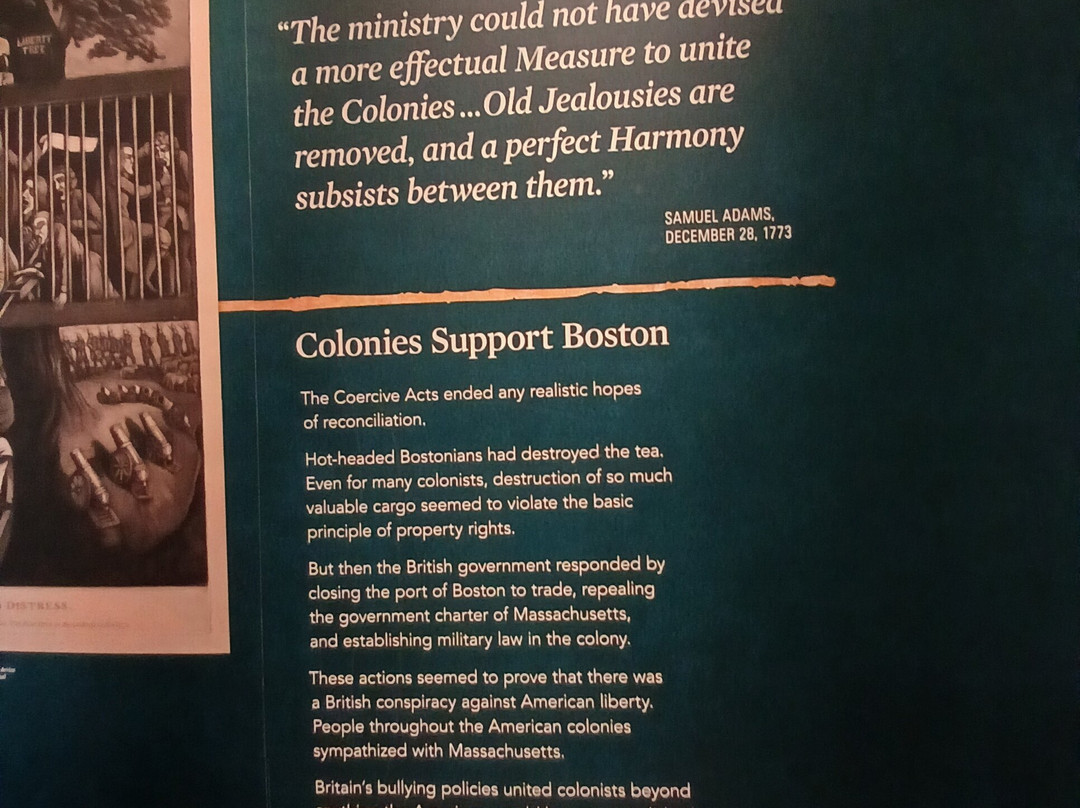 LIBERTY
TREE
“The ministry could not have devised
a more effectual Measure to unite
the Colonies...Old Jealousies are
removed, and a perfect Harmony
subsists between them.”
SAMUEL ADAMS,
DECEMBER 28, 1773
Colonies Support Boston
The Coercive Acts ended any realistic hopes
of reconciliation.
Hot-headed Bostonians had destroyed the tea.
Even for many colonists, destruction of so much
valuable cargo seemed to violate the basic
principle of property rights.
But then the British government responded by
closing the port of Boston to trade, repealing
the government charter of Massachusetts,
and establishing military law in the colony.
These actions seemed to prove that there was
a British conspiracy against American liberty.
People throughout the American colonies
sympathized with Massachusetts.
Britain’s bullying policies united colonists beyond
DISTRESS.